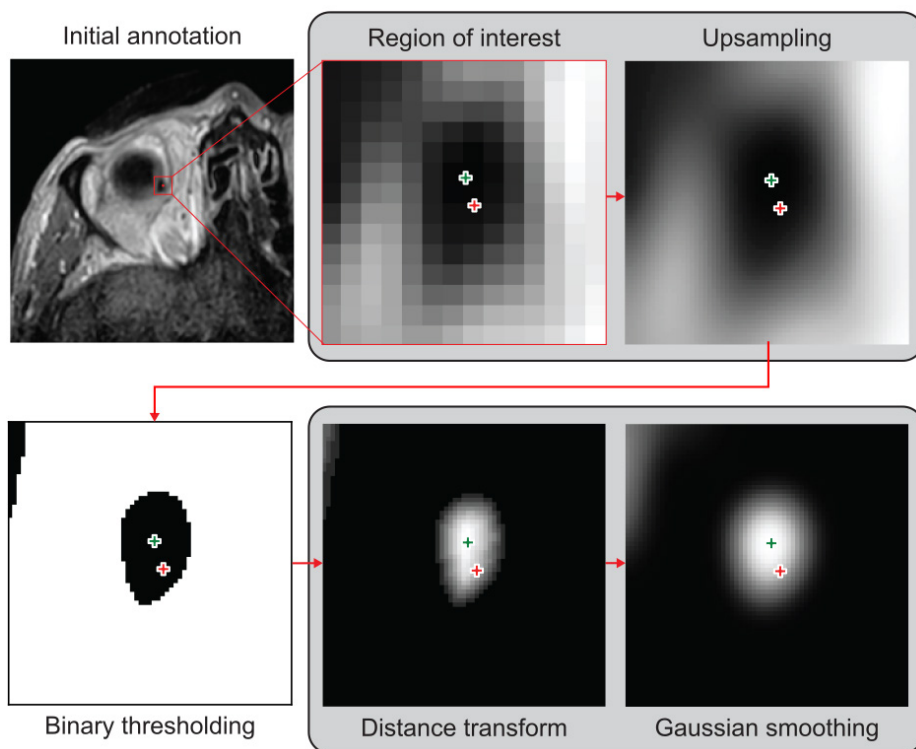 Initial annotation
Region of interest
Upsampling
Binary thresholding
Distance transform
Gaussian smoothing